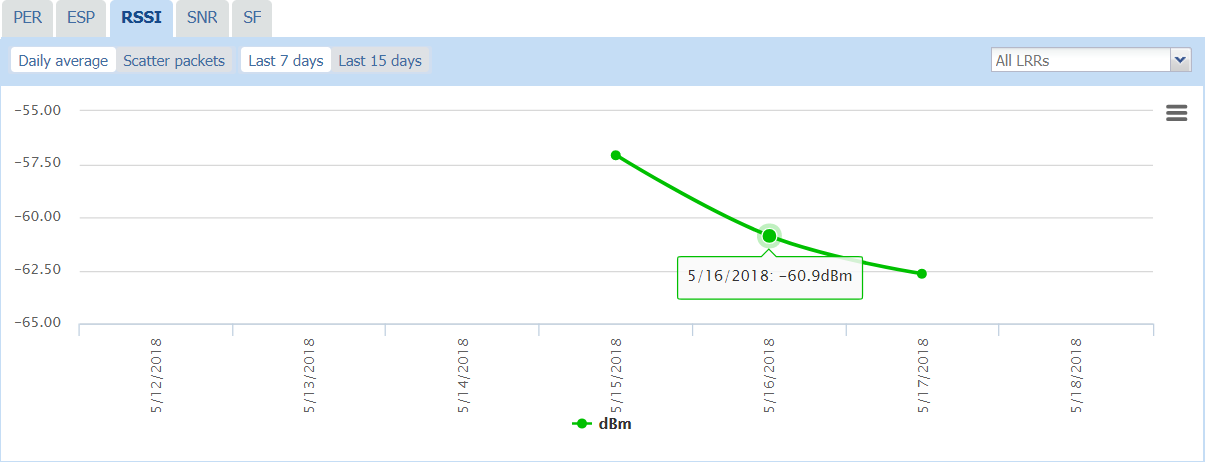 PER ESP RSSI SNR SF
Daily average Scatter packets Last 7 days Last 15 days All LRRs
-55.00
-57.50
-60.00
-62.50
-65.00
5/16/2018: -60.9dBm
5/12/2018 5/13/2018 5/14/2018 5/15/2018 5/16/2018 5/17/2018 5/18/2018
dBm